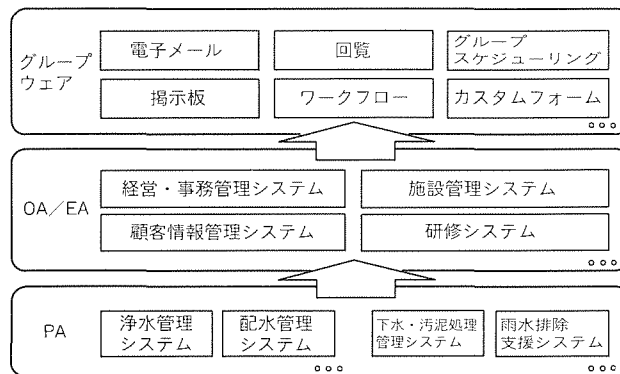 グループ
ウェア
電子メール
回覧
グループ
スケジューリング
掲示板
ワークフロー
カスタムフォーム
OA／EA
経営・事務管理システム
施設管理システム
顧客情報管理システム
研修システム
PA
浄水管理
システム
配水管理
システム
下水・汚泥処理
管理システム
雨水排除
支援システム